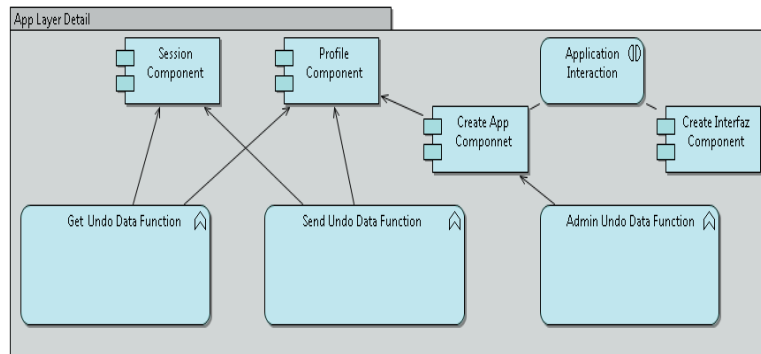 App Layer Detail
Session
Component
Profile
Component
Application
Interaction
Create App
Componnet
Create Interfaz
Component
Get Undo Data Function
Send Undo Data Function
Admin Undo Data Function